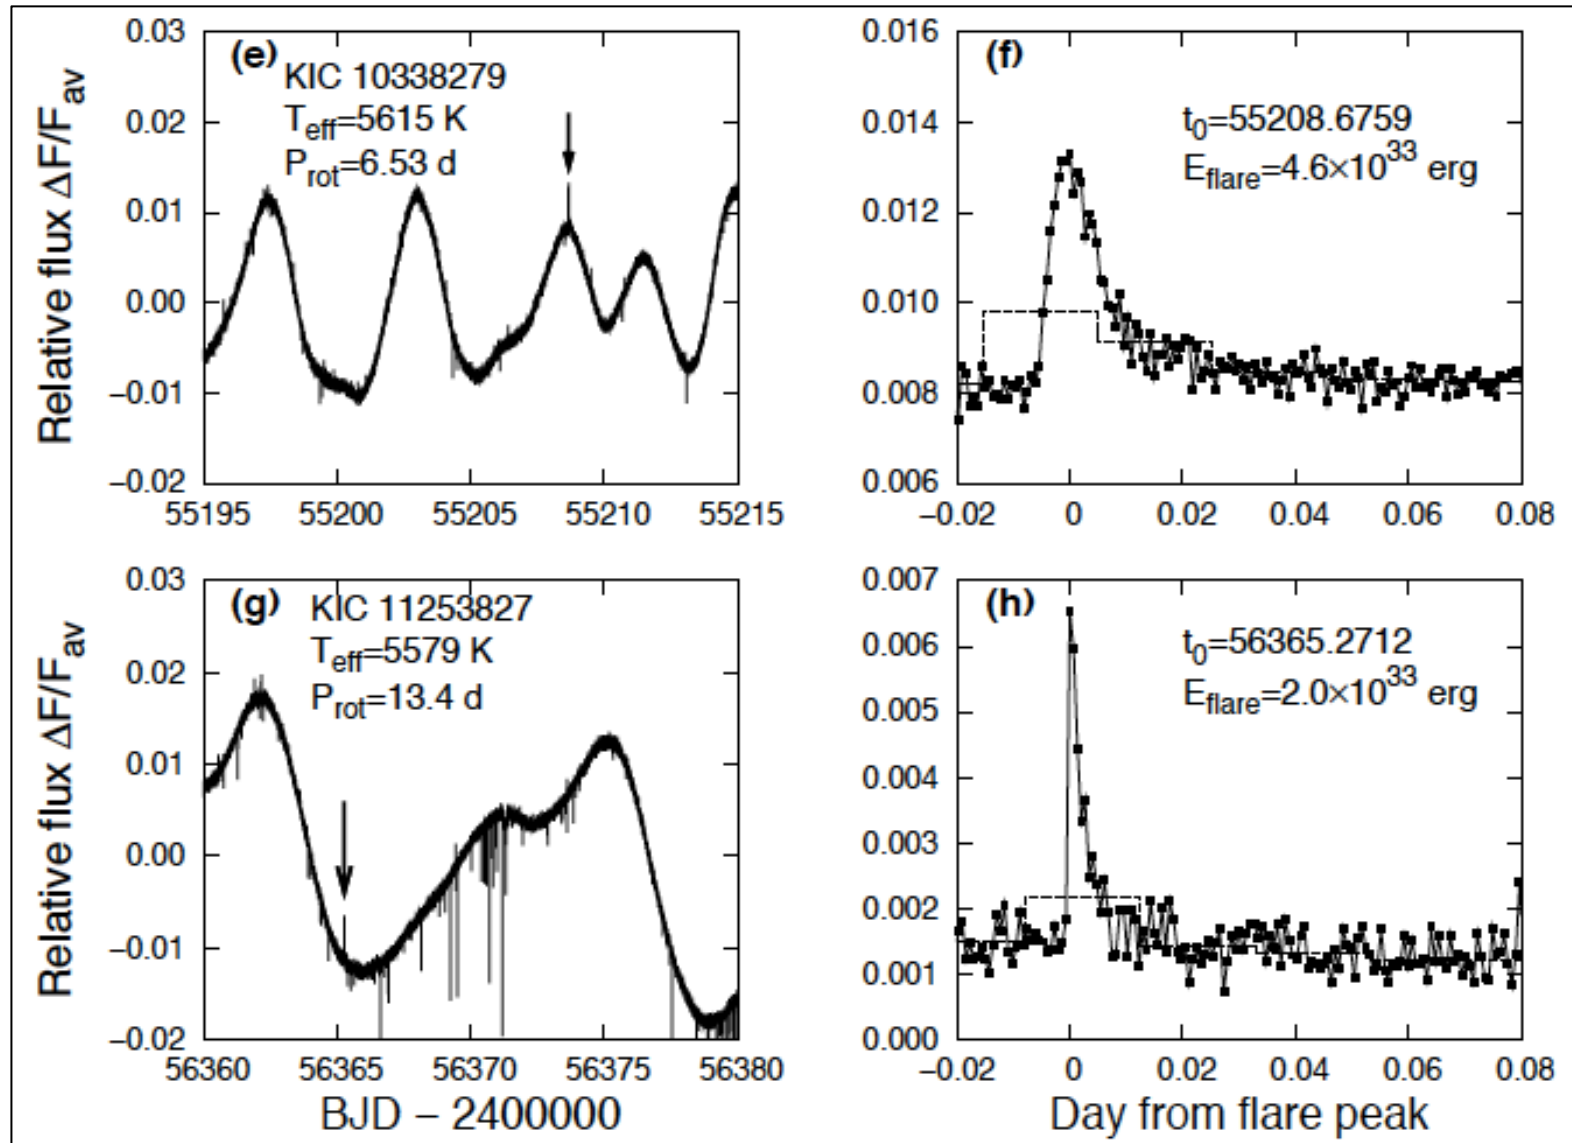 (e)
KIC 10338279
T_eff=5615 K
P_rot=6.53 d
Relative flux ΔF/F_av
0.03
0.02
0.01
0.00
−0.01
−0.02
55195 55200 55205 55210 55215
(f)
t_0=55208.6759
E_flare=4.6×10^33 erg
0.016
0.014
0.012
0.010
0.008
0.006
−0.02 0 0.02 0.04 0.06 0.08
(g)
KIC 11253827
T_eff=5579 K
P_rot=13.4 d
Relative flux ΔF/F_av
0.03
0.02
0.01
0.00
−0.01
−0.02
56360 56365 56370 56375 56380
BJD − 2400000
(h)
t_0=56365.2712
E_flare=2.0×10^33 erg
0.007
0.006
0.005
0.004
0.003
0.002
0.001
0.000
−0.02 0 0.02 0.04 0.06 0.08
Day from flare peak